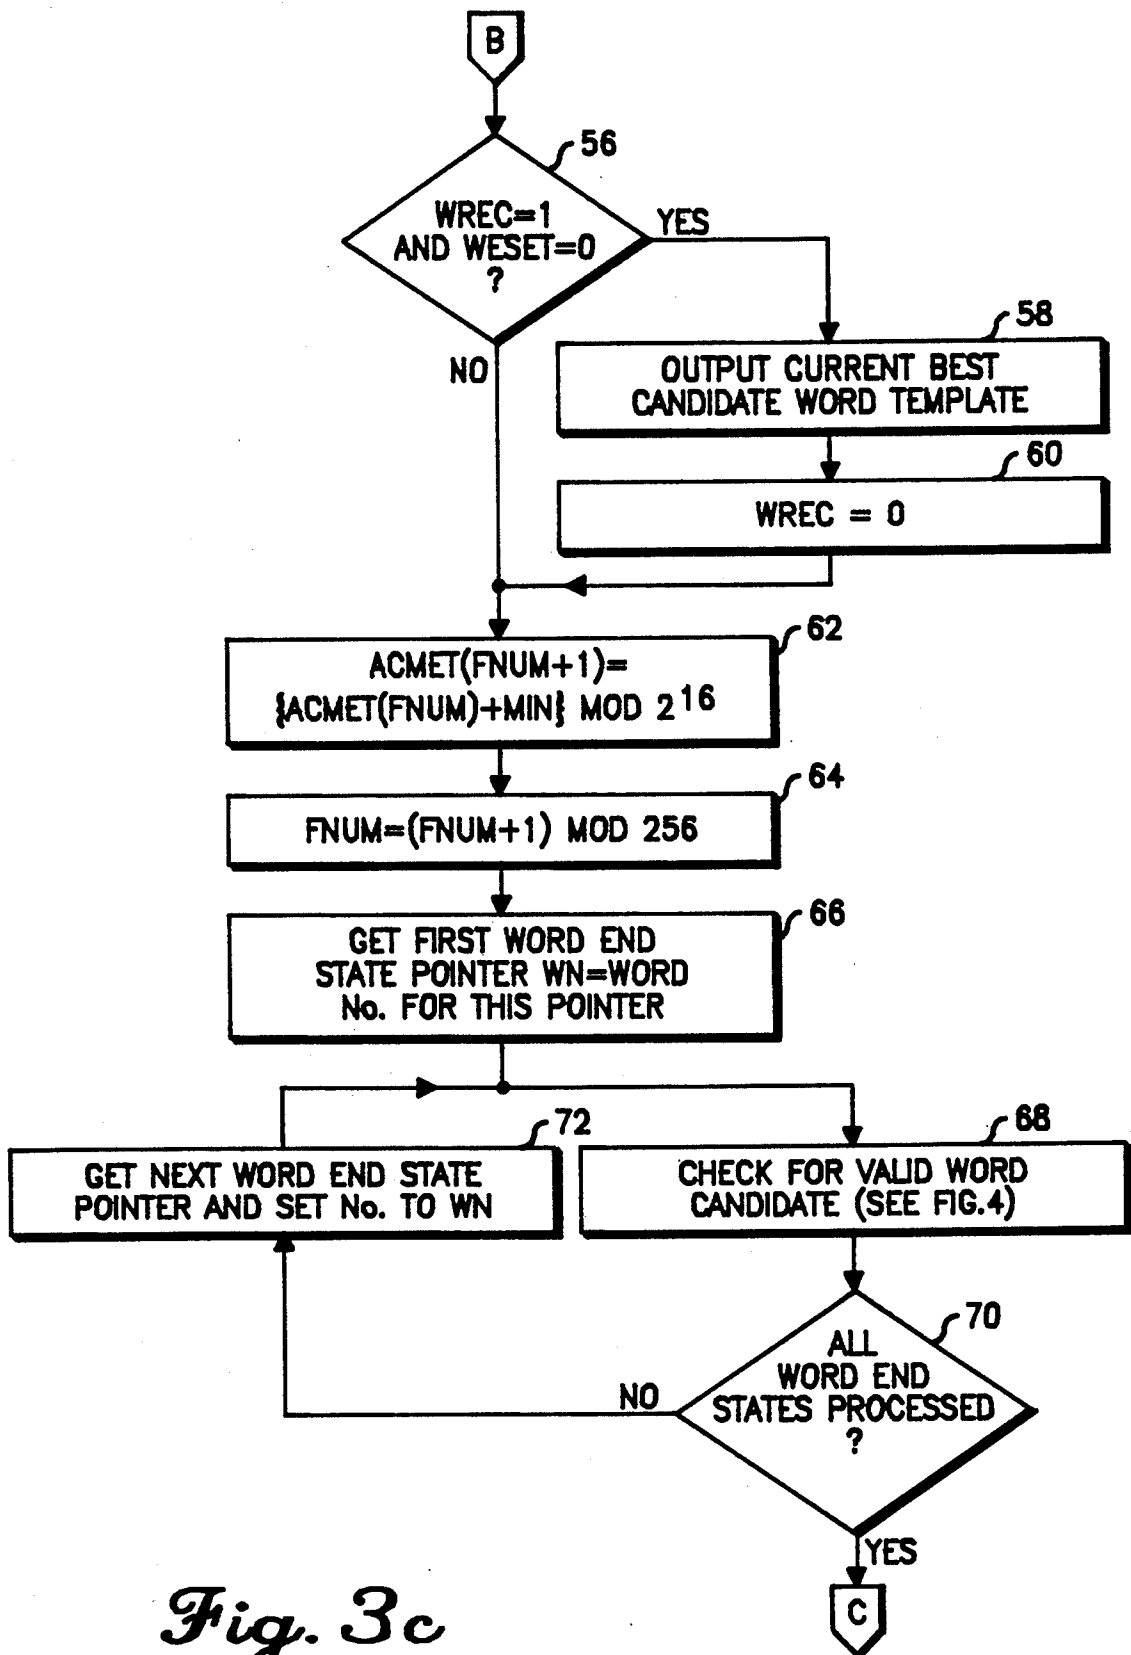 B
56
WREC=1
AND WESET=0
?
YES
NO
58
OUTPUT CURRENT BEST
CANDIDATE WORD TEMPLATE
60
WREC = 0
62
ACMET(FNUM+1)=
{ACMET(FNUM)+MIN} MOD 2^16
64
FNUM=(FNUM+1) MOD 256
66
GET FIRST WORD END
STATE POINTER WN=WORD
No. FOR THIS POINTER
72
GET NEXT WORD END STATE
POINTER AND SET No. TO WN
68
CHECK FOR VALID WORD
CANDIDATE (SEE FIG.4)
70
ALL
WORD END
STATES PROCESSED
?
NO
YES
C
Fig. 3c